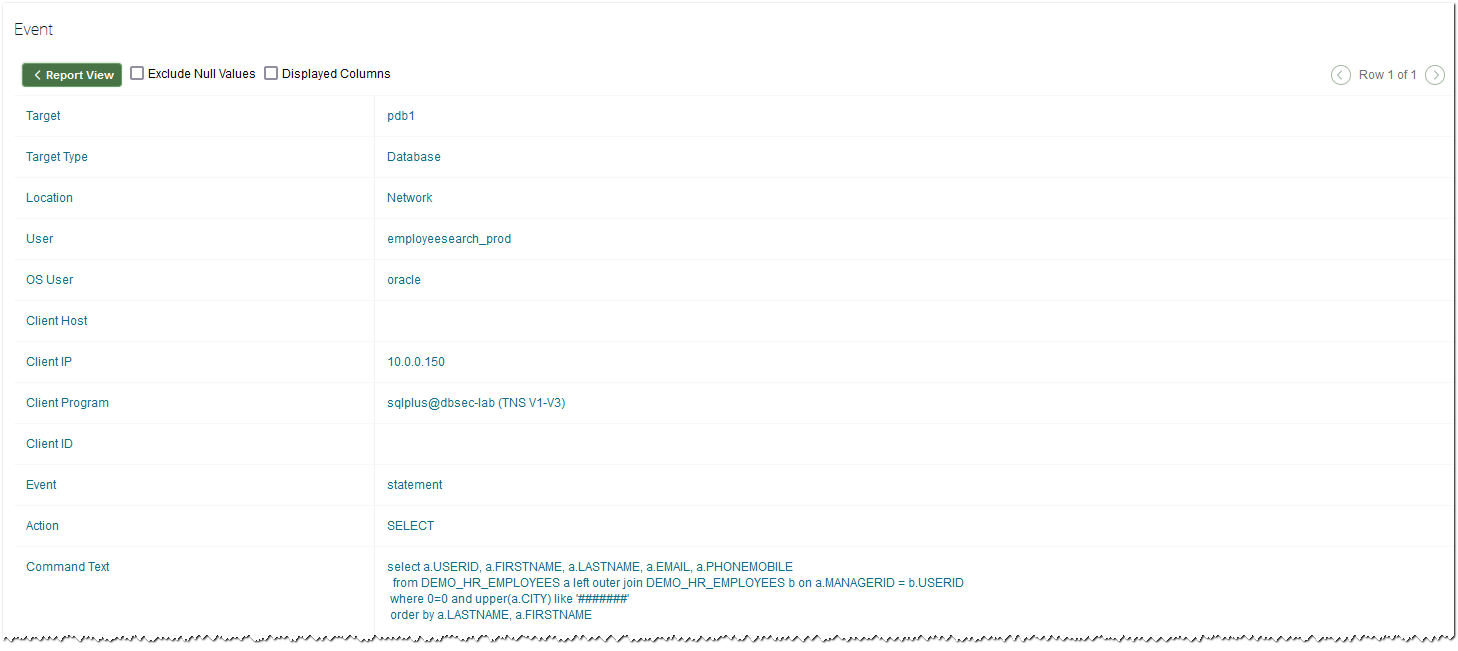 Event
Report View Exclude Null Values Displayed Columns Row 1 of 1
Target pdb1
Target Type Database
Location Network
User employeesearch_prod
OS User oracle
Client Host
Client IP 10.0.0.150
Client Program sqlplus@dbsec-lab (TNS V1-V3)
Client ID
Event statement
Action SELECT
Command Text select a.USERID, a.FIRSTNAME, a.LASTNAME, a.EMAIL, a.PHONEMOBILE
from DEMO_HR_EMPLOYEES a left outer join DEMO_HR_EMPLOYEES b on a.MANAGERID = b.USERID
where 0=0 and upper(a.CITY) like '#######'
order by a.LASTNAME, a.FIRSTNAME